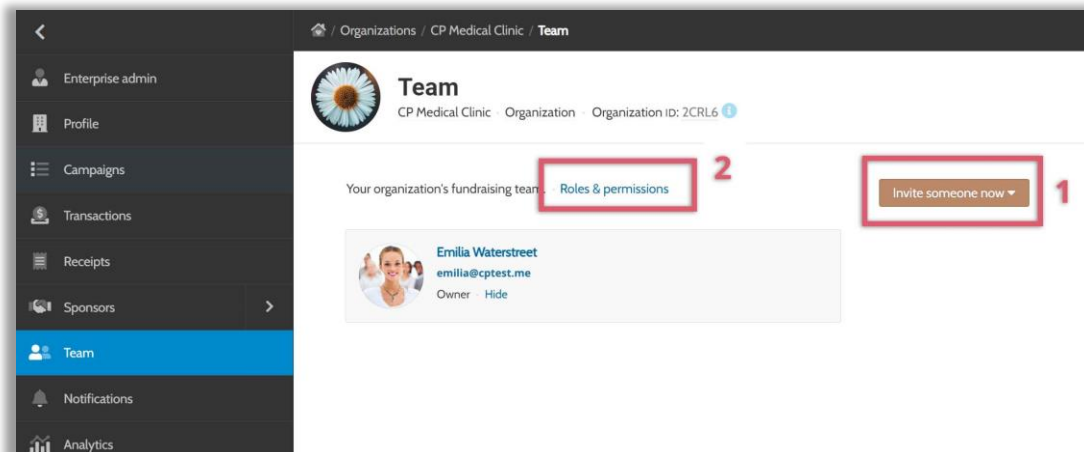 / Organizations / CP Medical Clinic / Team
Enterprise admin
Profile
Campaigns
Transactions
Receipts
Sponsors
Team
Notifications
Analytics
Team
CP Medical Clinic · Organization · Organization ID: 2CRL6 i
2
Your organization's fundraising team. · Roles & permissions
Invite someone now
1
Emilia Waterstreet
emilia@cptest.me
Owner · Hide